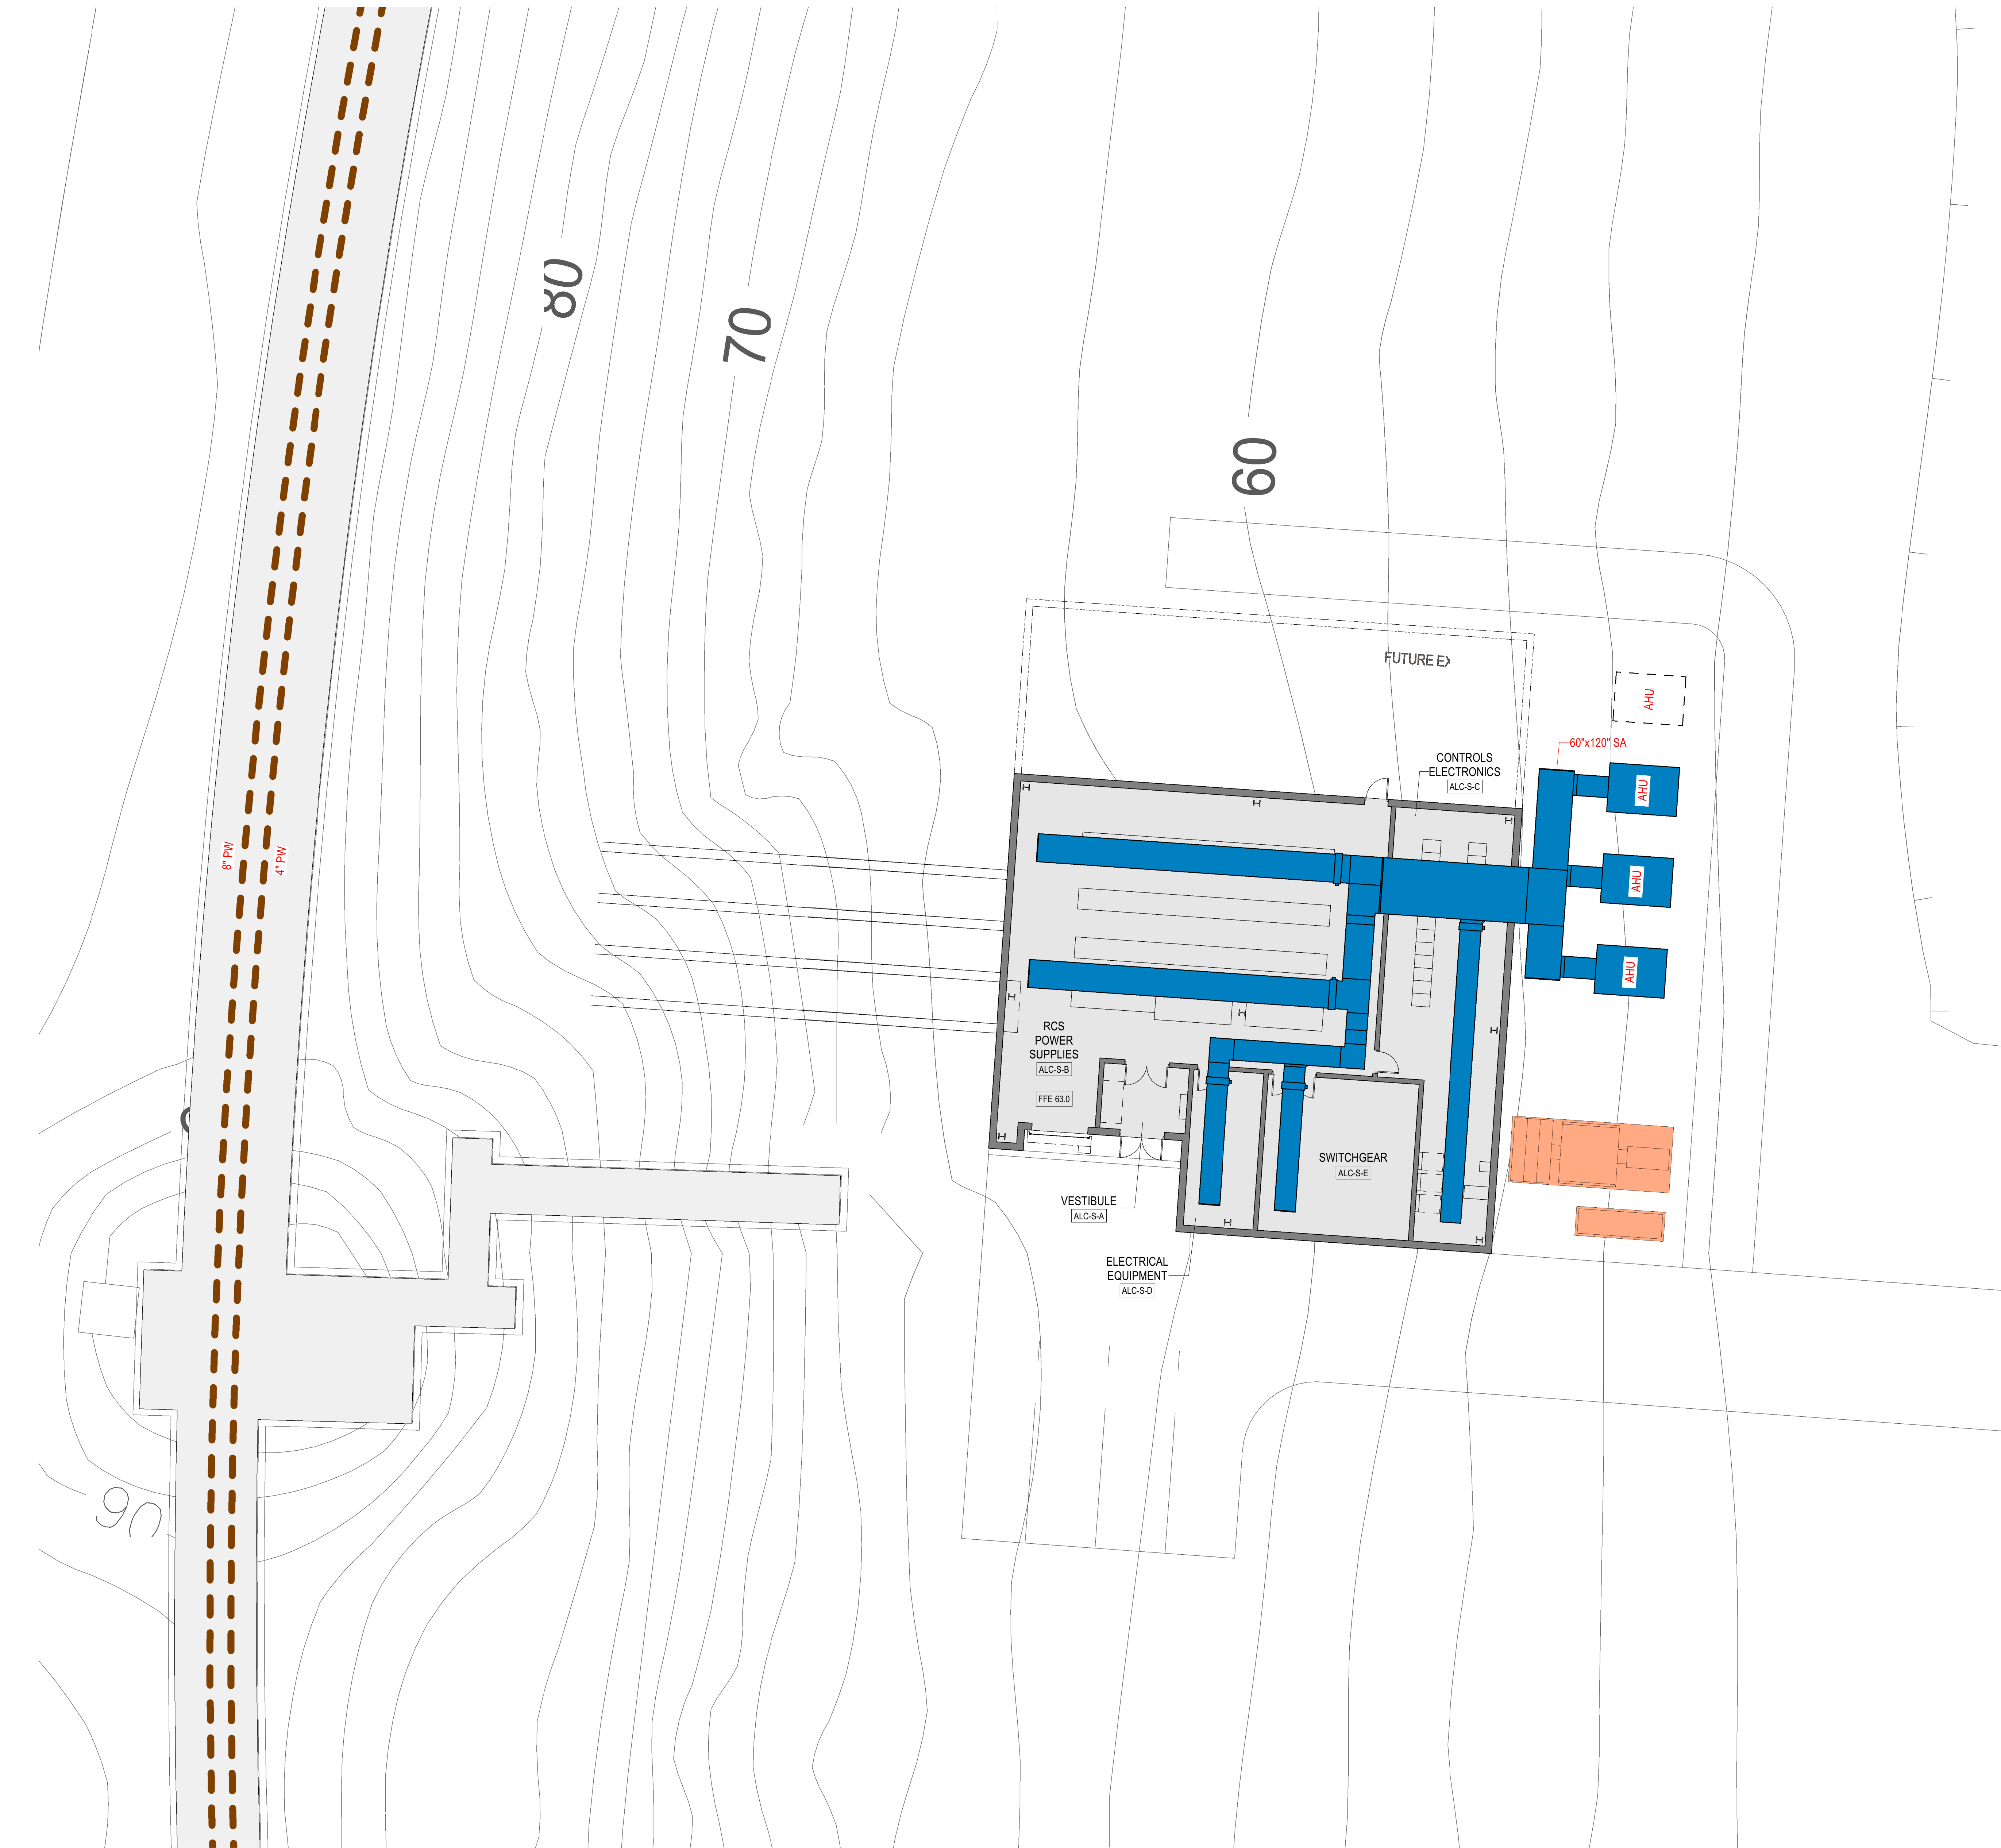 80
70
60
FUTURE EX
AHU
60"x120" SA
CONTROLS
ELECTRONICS
ALC-S-C
AHU
AHU
AHU
8" PW
4" PW
RCS
POWER
SUPPLIES
ALC-S-B
FFE 63.0
SWITCHGEAR
ALC-S-E
VESTIBULE
ALC-S-A
ELECTRICAL
EQUIPMENT
ALC-S-D
90